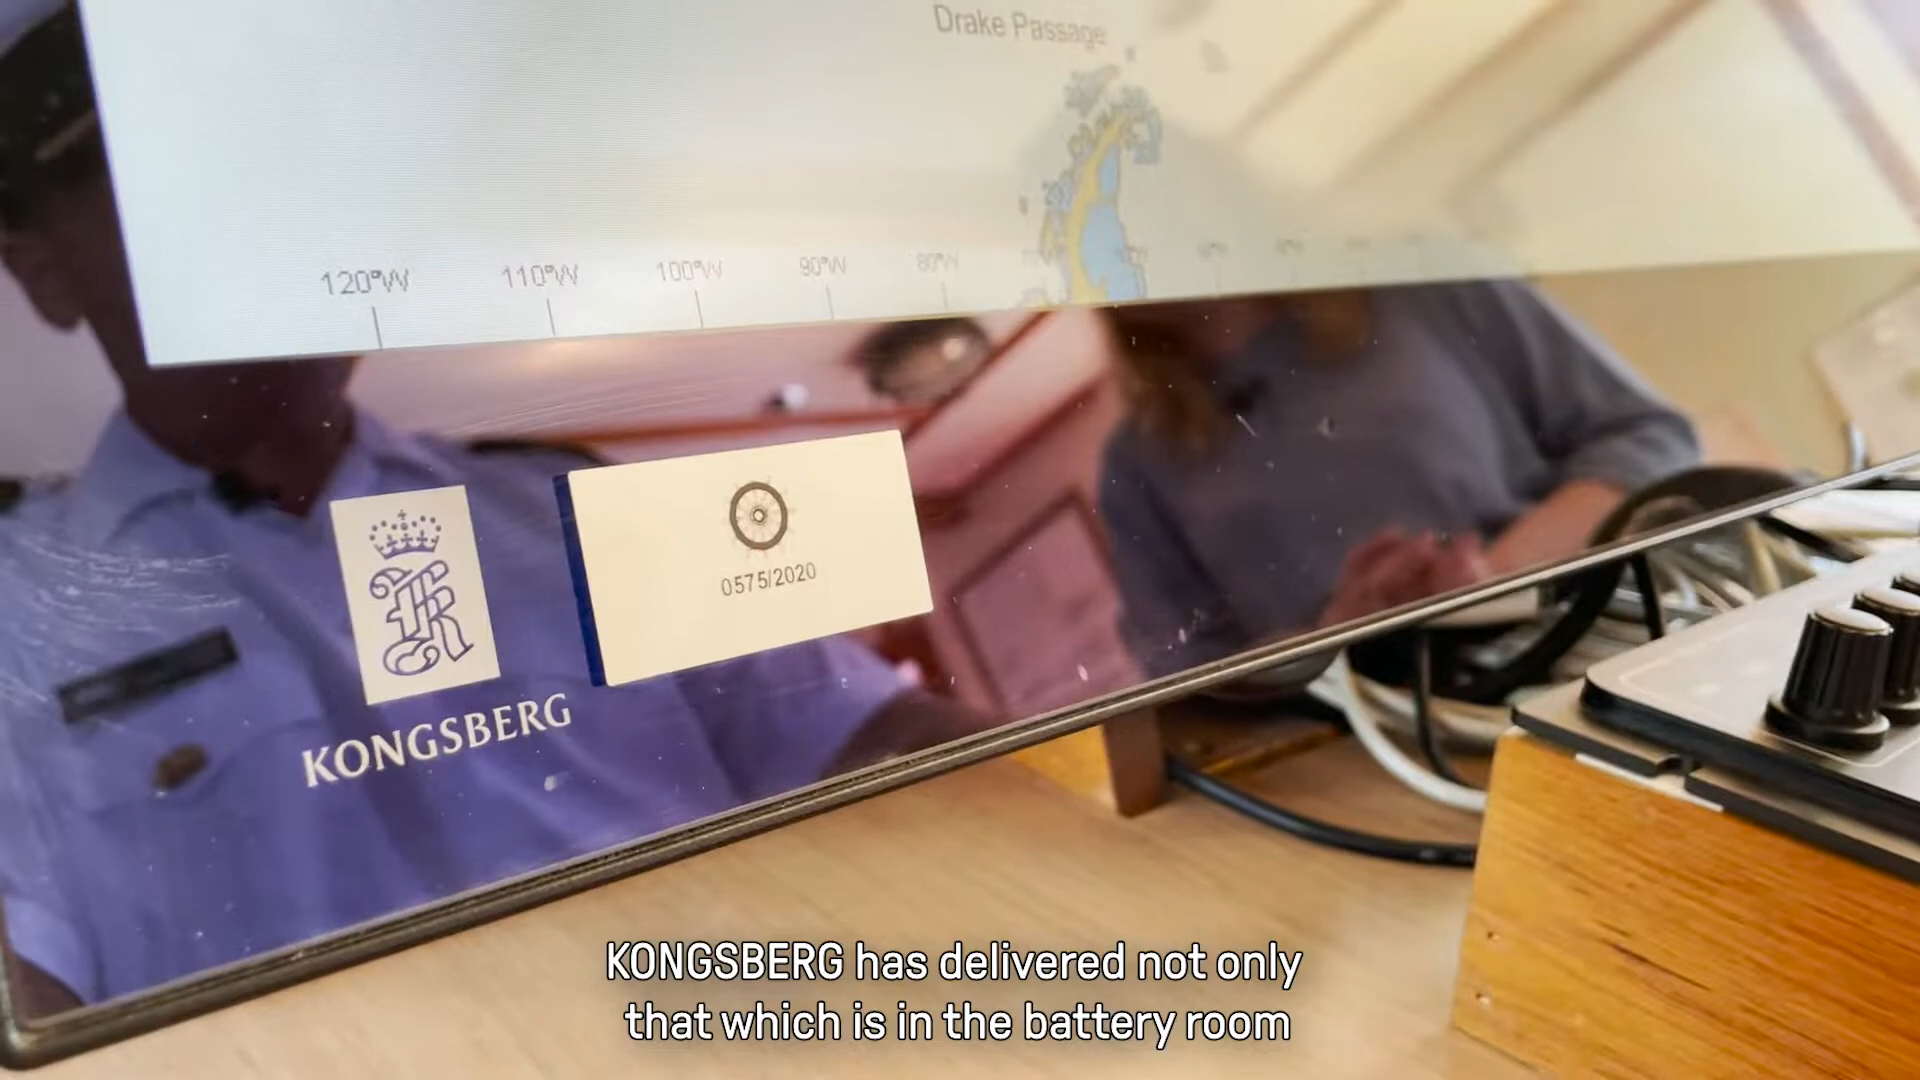 Drake Passage
120°W 110°W 100°W 90°W 80°W
0575/2020
KONGSBERG
KONGSBERG has delivered not only
that which is in the battery room